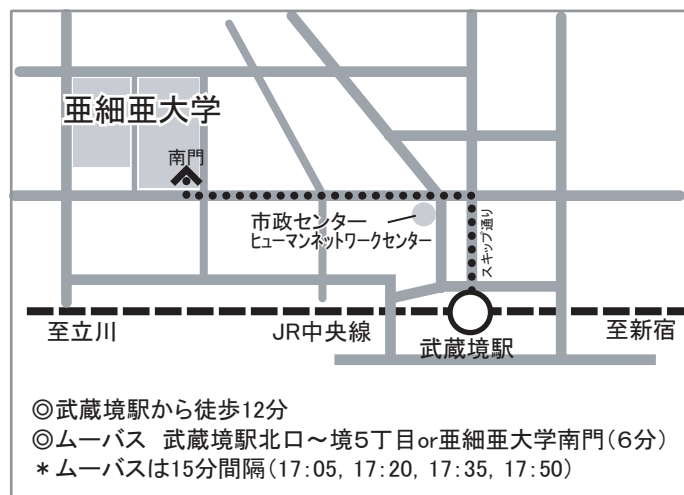 亜細亜大学
南門
市政センター
ヒューマンネットワークセンター
スキップ通り
至立川
JR中央線
武蔵境駅
至新宿
◎武蔵境駅から徒歩12分
◎ムーバス 武蔵境駅北口～境5丁目or亜細亜大学南門(6分)
*ムーバスは15分間隔(17:05, 17:20, 17:35, 17:50)